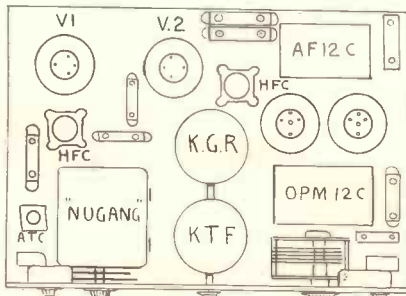 V1
V.2
AF12C
HFC
HFC
K.G.R
"NUGANG"
OPM12C
KTF
ATC